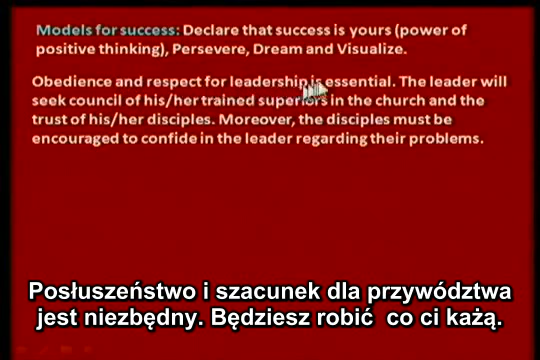 Models for success: Declare that success is yours (power of
positive thinking), Persevere, Dream and Visualize.
Obedience and respect for leadership is essential. The leader will
seek council of his/her trained superiors in the church and the
trust of his/her disciples. Moreover, the disciples must be
encouraged to confide in the leader regarding their problems.
Posłuszeństwo i szacunek dla przywództwa
jest niezbędny. Będziesz robić co ci każą.